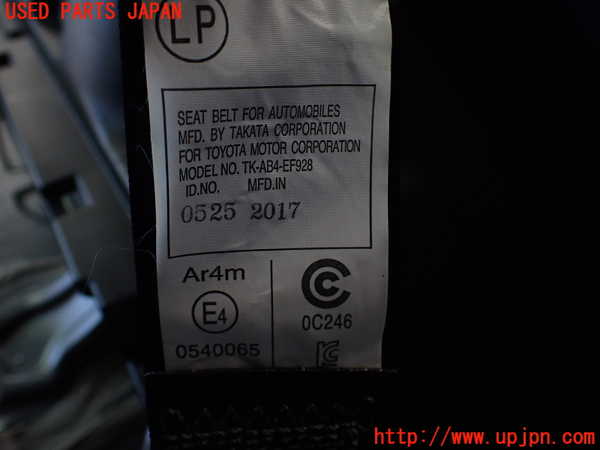 USED PARTS JAPAN
LP
SEAT BELT FOR AUTOMOBILES
MFD. BY TAKATA CORPORATION
FOR TOYOTA MOTOR CORPORATION
MODEL NO. TK-AB4-EF928
ID.NO. MFD.IN
0525 2017
Ar4m
E4
0540065
0C246
http://www.upjpn.com/